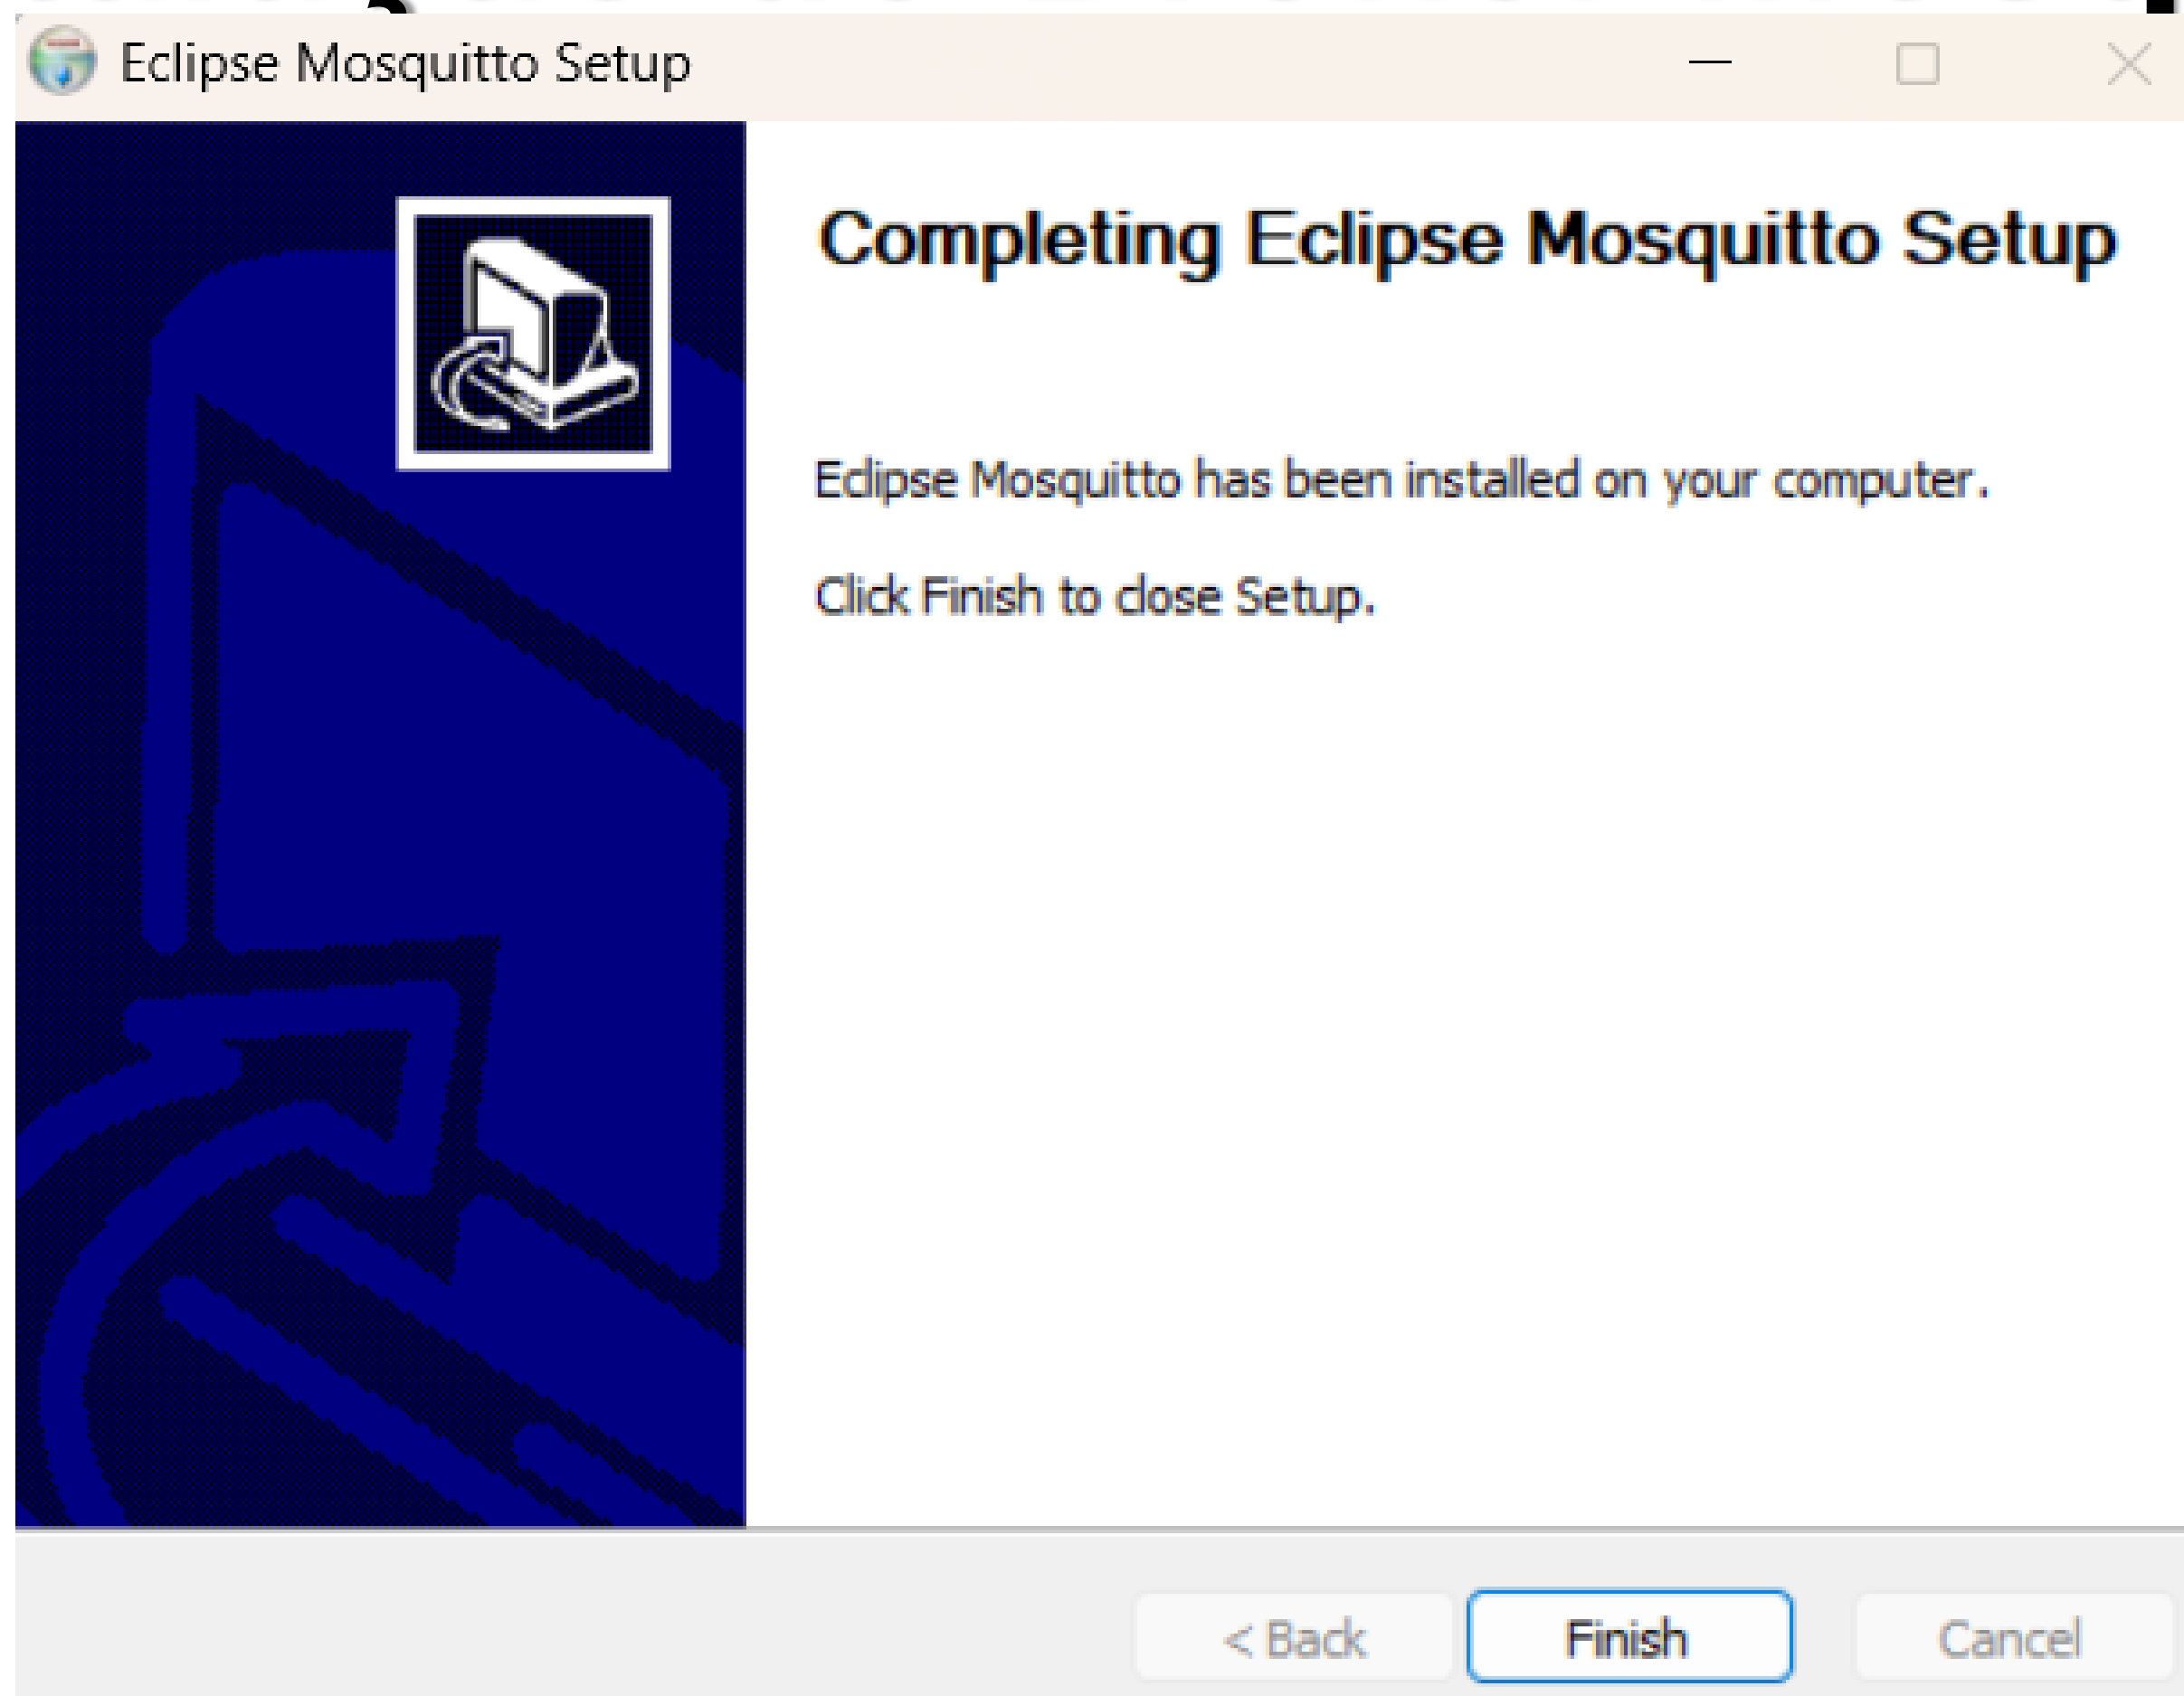 Eclipse Mosquitto Setup
Completing Eclipse Mosquitto Setup
Eclipse Mosquitto has been installed on your computer.
Click Finish to close Setup.
< Back
Finish
Cancel